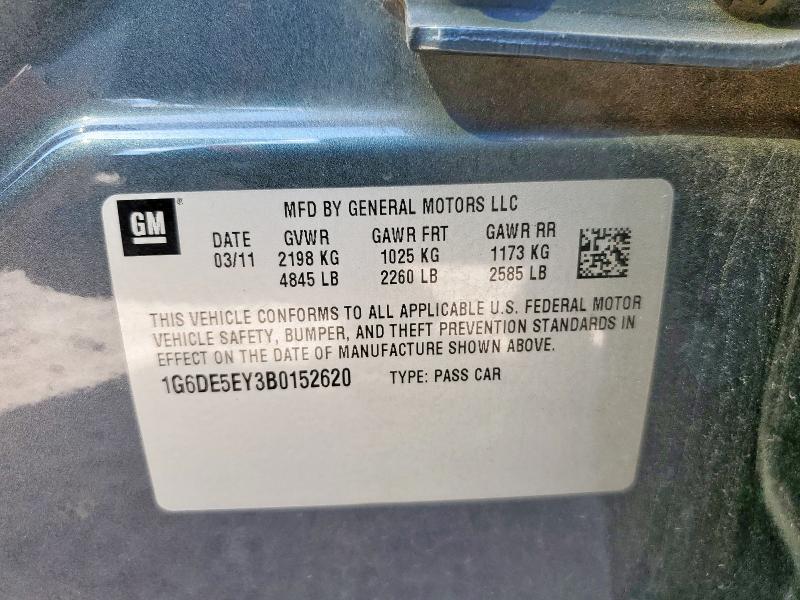 GM®
MFD BY GENERAL MOTORS LLC
DATE GVWR GAWR FRT GAWR RR
03/11 2198 KG 1025 KG 1173 KG
4845 LB 2260 LB 2585 LB
THIS VEHICLE CONFORMS TO ALL APPLICABLE U.S. FEDERAL MOTOR
VEHICLE SAFETY, BUMPER, AND THEFT PREVENTION STANDARDS IN
EFFECT ON THE DATE OF MANUFACTURE SHOWN ABOVE.
1G6DE5EY3B0152620 TYPE: PASS CAR